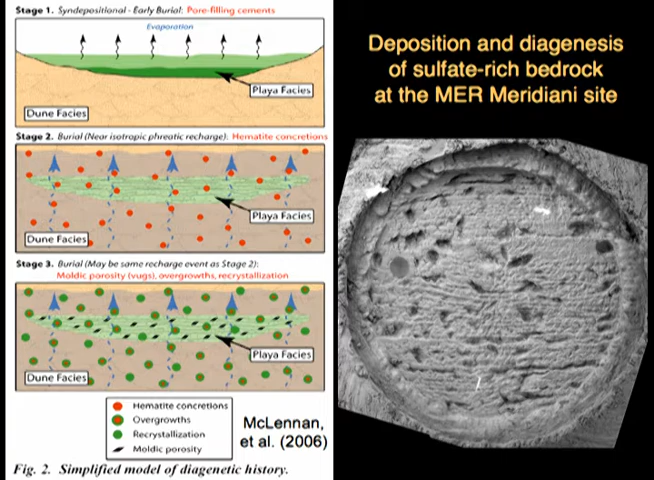 Stage 1. Syndepositional - Early Burial: Pore-filling cements
Evaporation
Playa Facies
Dune Facies
Stage 2. Burial (Near isotropic phreatic recharge). Hematite concretions
Playa Facies
Dune Facies
Stage 3. Burial (May be same recharge event as Stage 2):
Moldic porosity (vugs), overgrowths, recrystallization
Playa Facies
Dune Facies
Hematite concretions
Overgrowths
Recrystallization
Moldic porosity
McLennan,
et al. (2006)
Fig. 2. Simplified model of diagenetic history.
Deposition and diagenesis
of sulfate-rich bedrock
at the MER Meridiani site